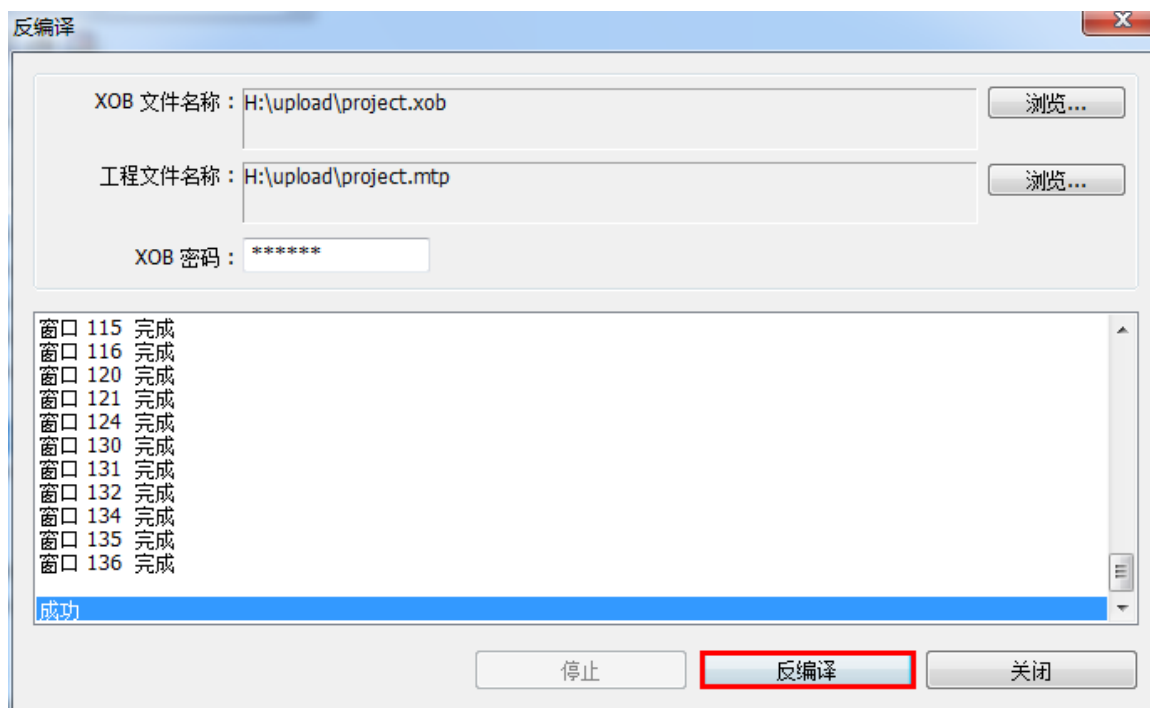 反编译
XOB 文件名称：H:\upload\project.xob
浏览...
工程文件名称：H:\upload\project.mtp
浏览...
XOB 密码：******
窗口 115 完成
窗口 116 完成
窗口 120 完成
窗口 121 完成
窗口 124 完成
窗口 130 完成
窗口 131 完成
窗口 132 完成
窗口 134 完成
窗口 135 完成
窗口 136 完成
成功
停止
反编译
关闭